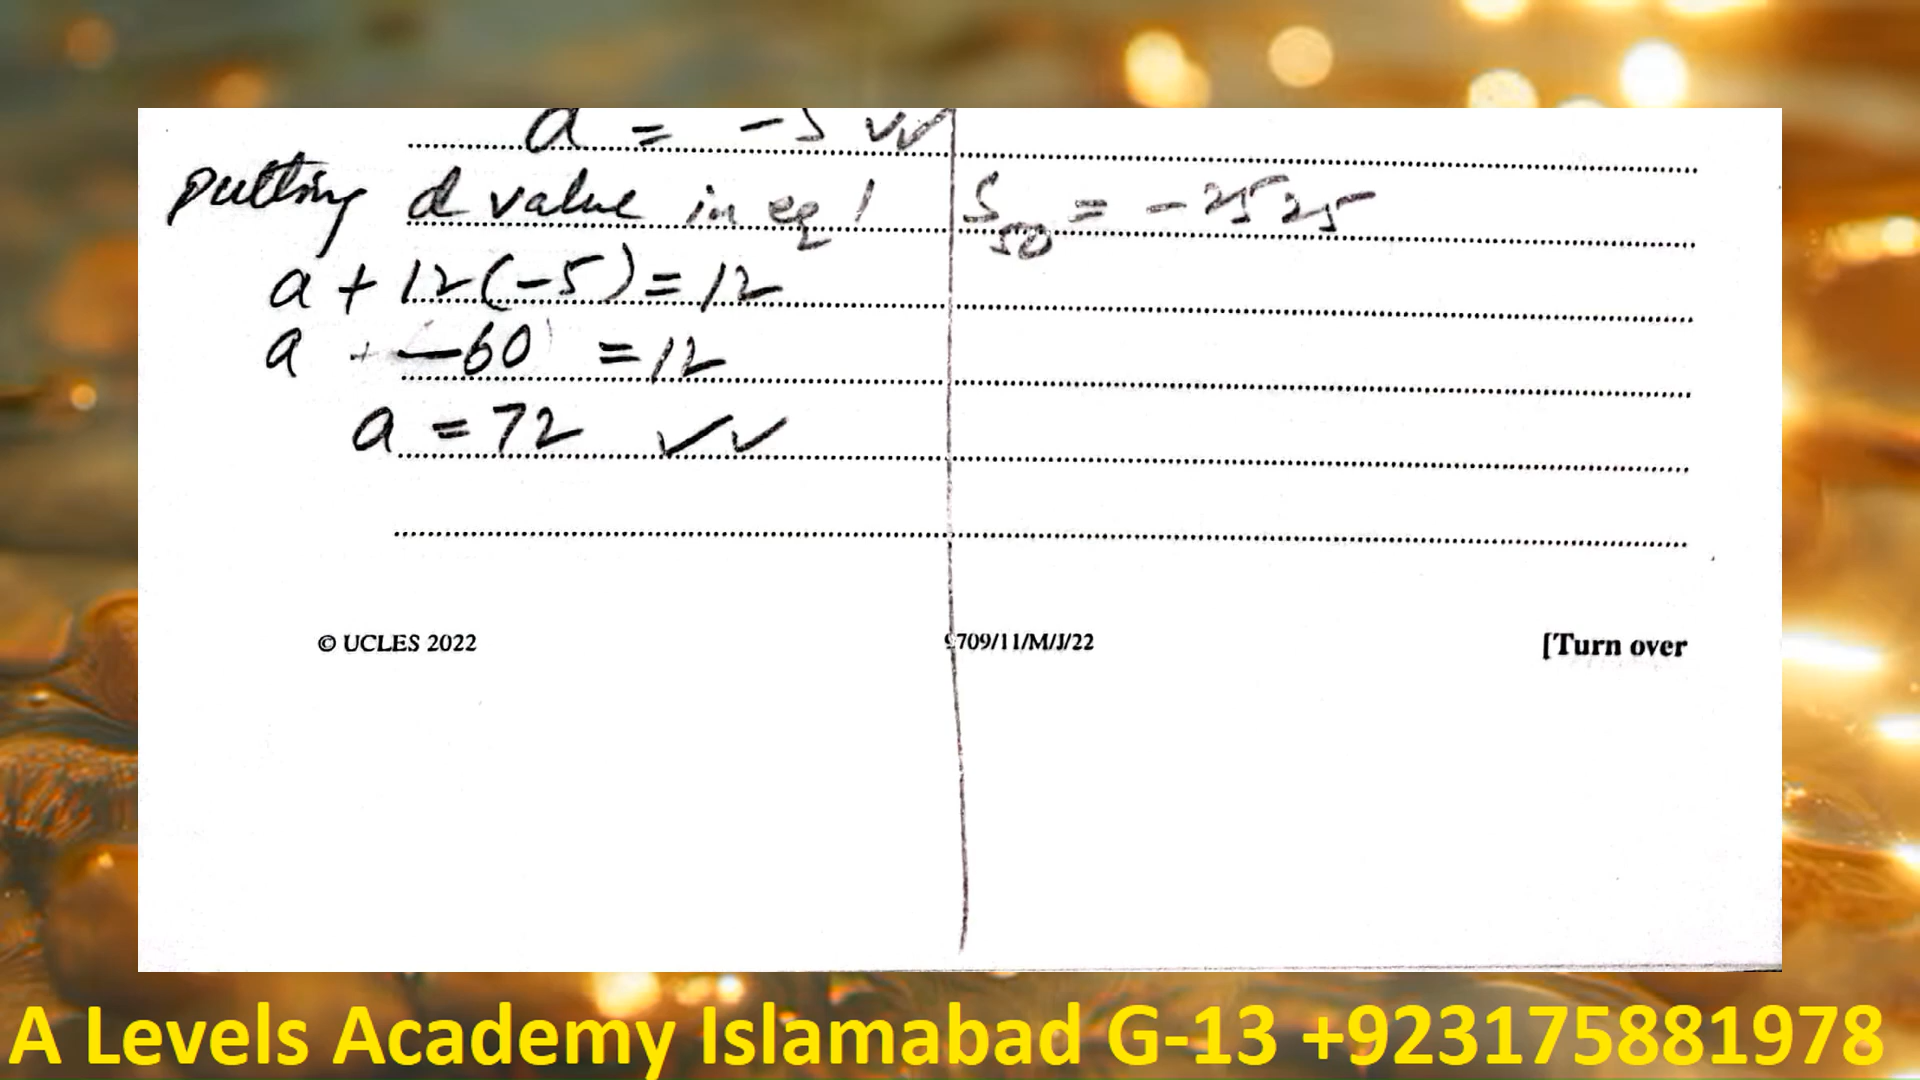 a = -5 ✓✓
putting d value in eq 1
a + 12(-5) = 12
a + -60 = 12
a = 72 ✓✓
S50 = -2525
© UCLES 2022
9709/11/M/J/22
[Turn over
A Levels Academy Islamabad G-13 +923175881978